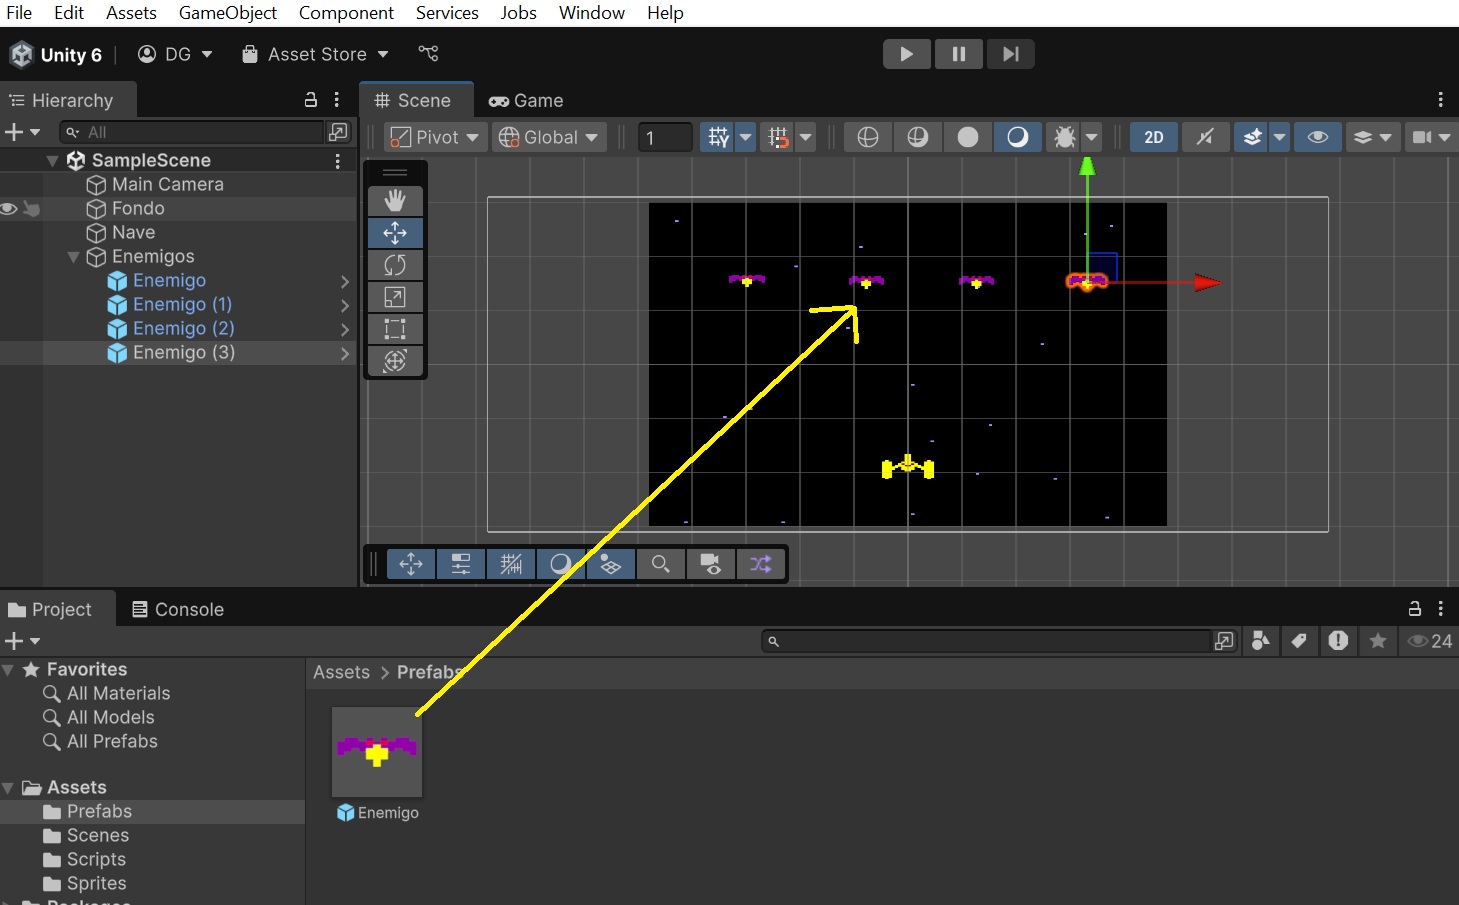 File Edit Assets GameObject Component Services Jobs Window Help
Unity 6 DG Asset Store
Hierarchy
Scene Game
All
Pivot Global 1 2D
SampleScene
Main Camera
Fondo
Nave
Enemigos
Enemigo
Enemigo (1)
Enemigo (2)
Enemigo (3)
Project Console
24
Favorites
All Materials
All Models
All Prefabs
Assets
Prefabs
Scenes
Scripts
Sprites
Assets > Prefabs
Enemigo